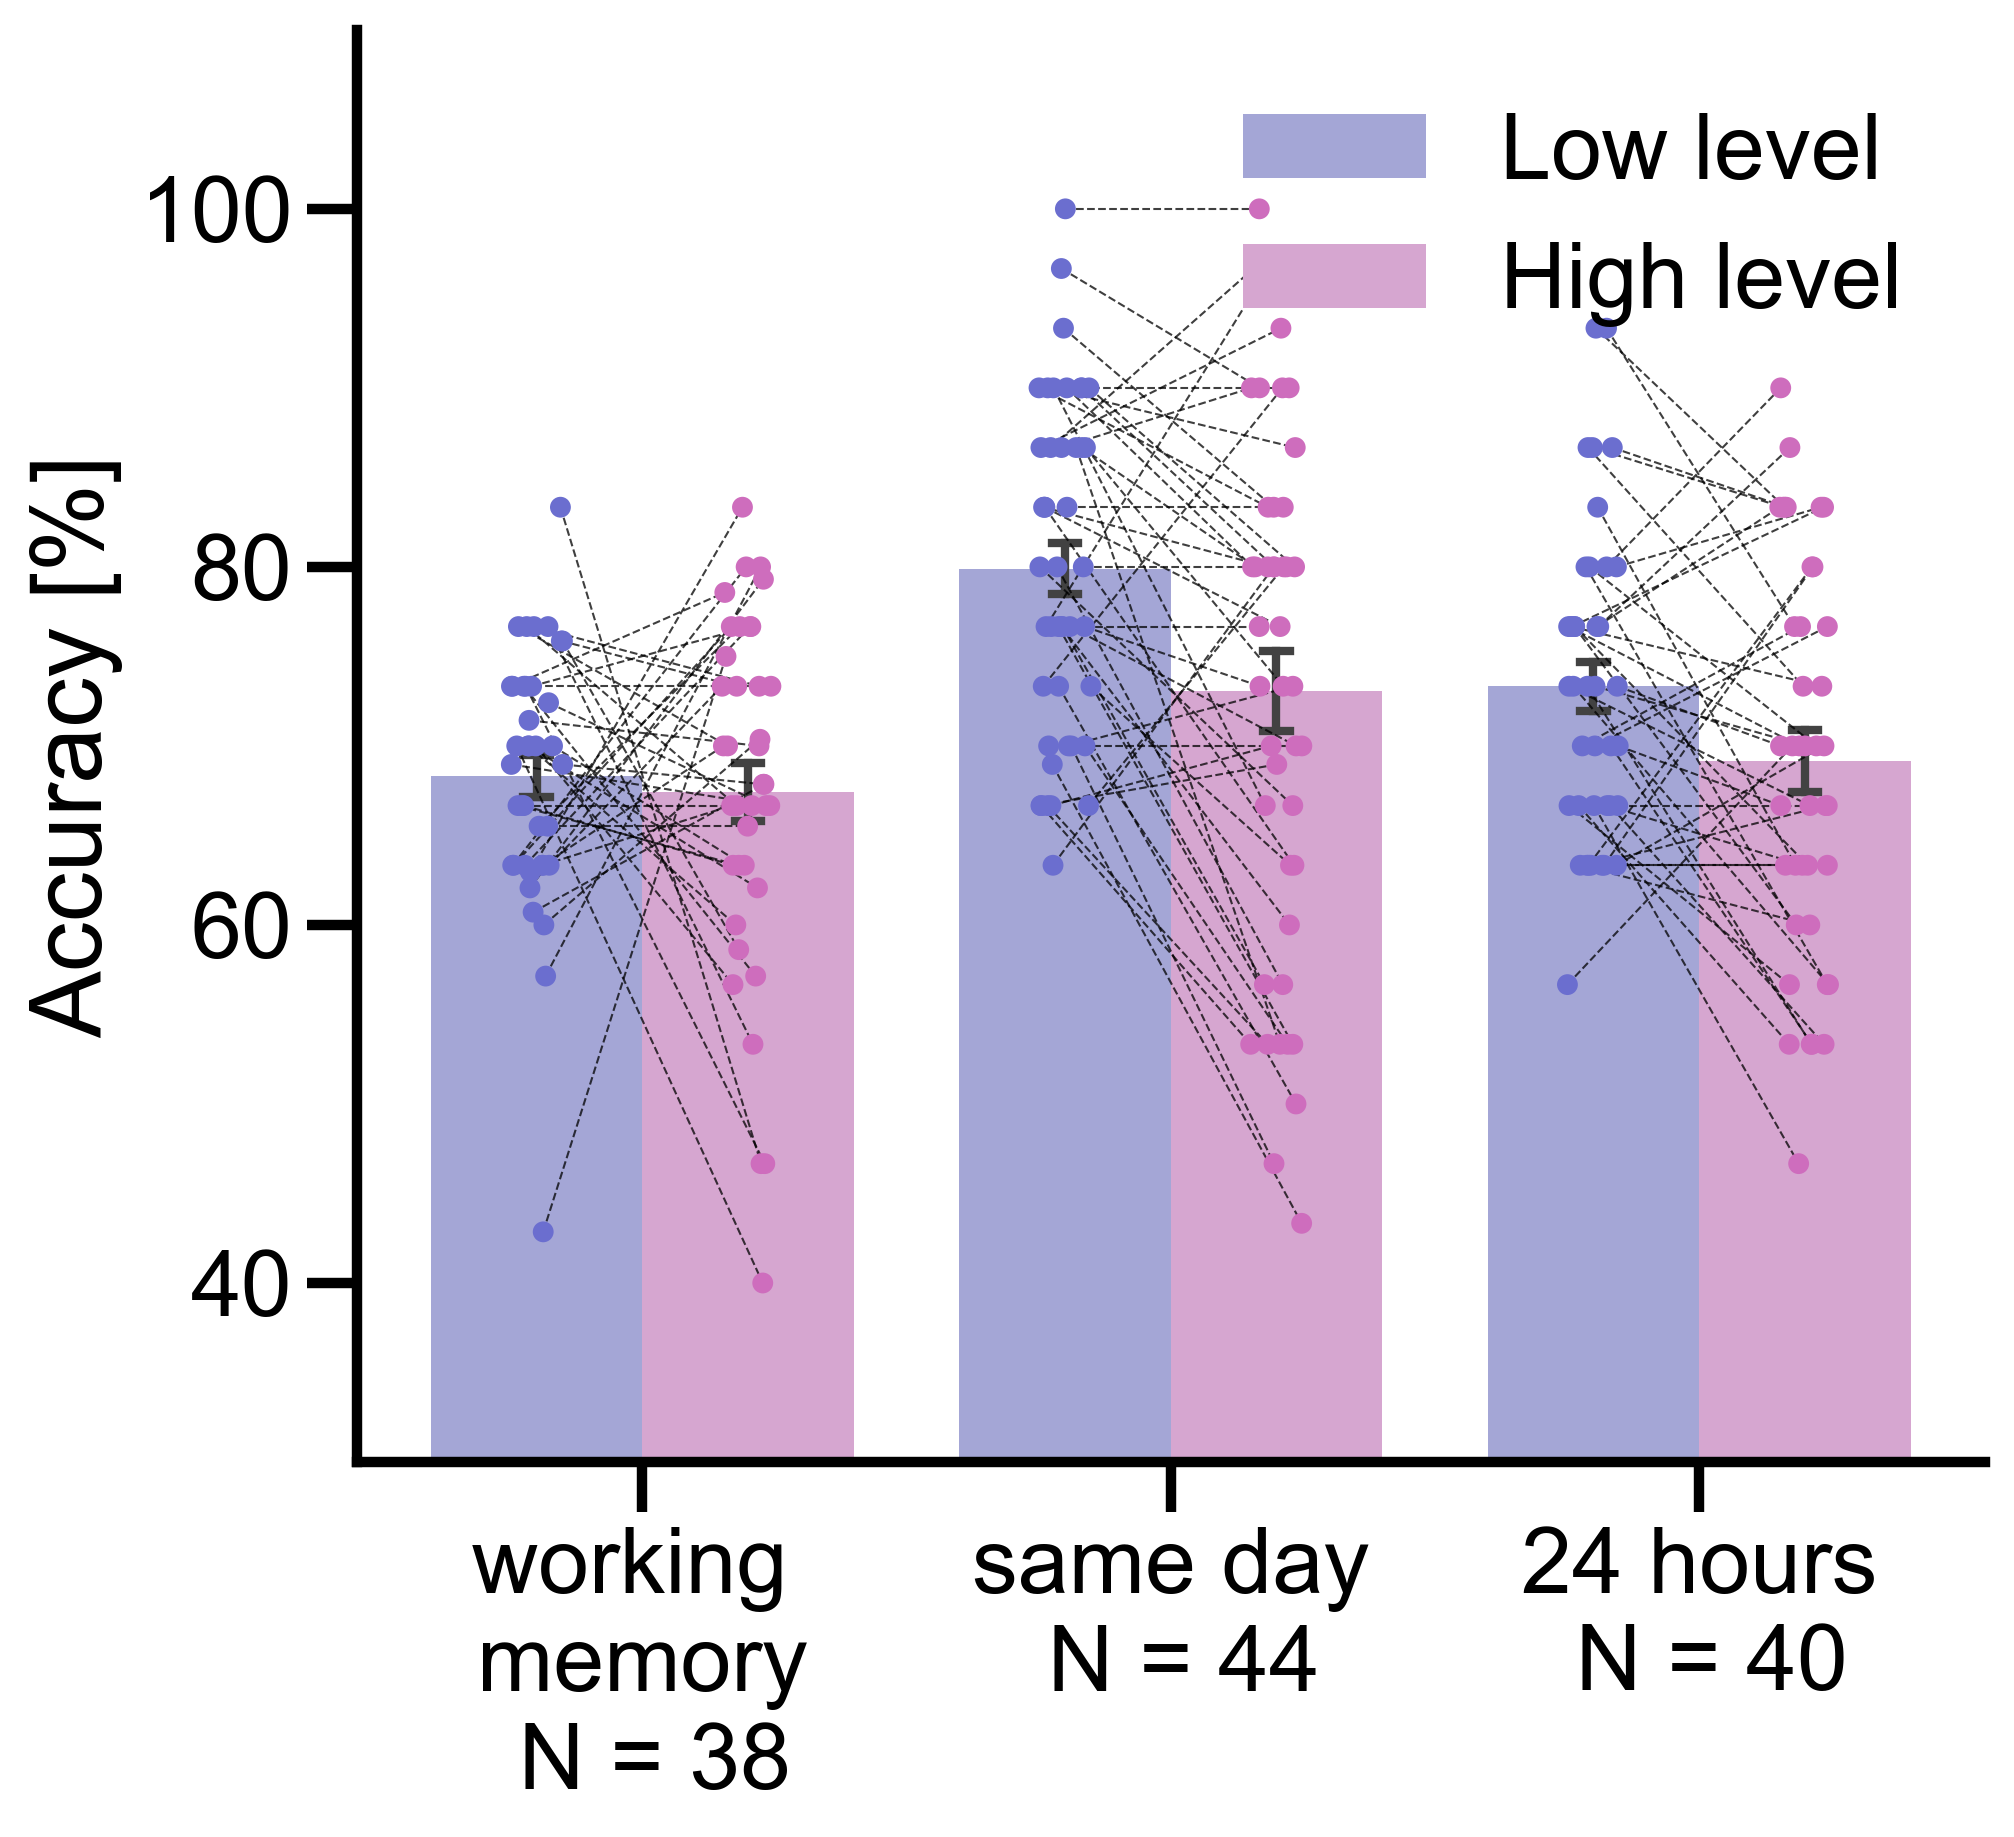 Accuracy [%]
100
80
60
40
Low level
High level
working
memory
N = 38
same day
N = 44
24 hours
N = 40